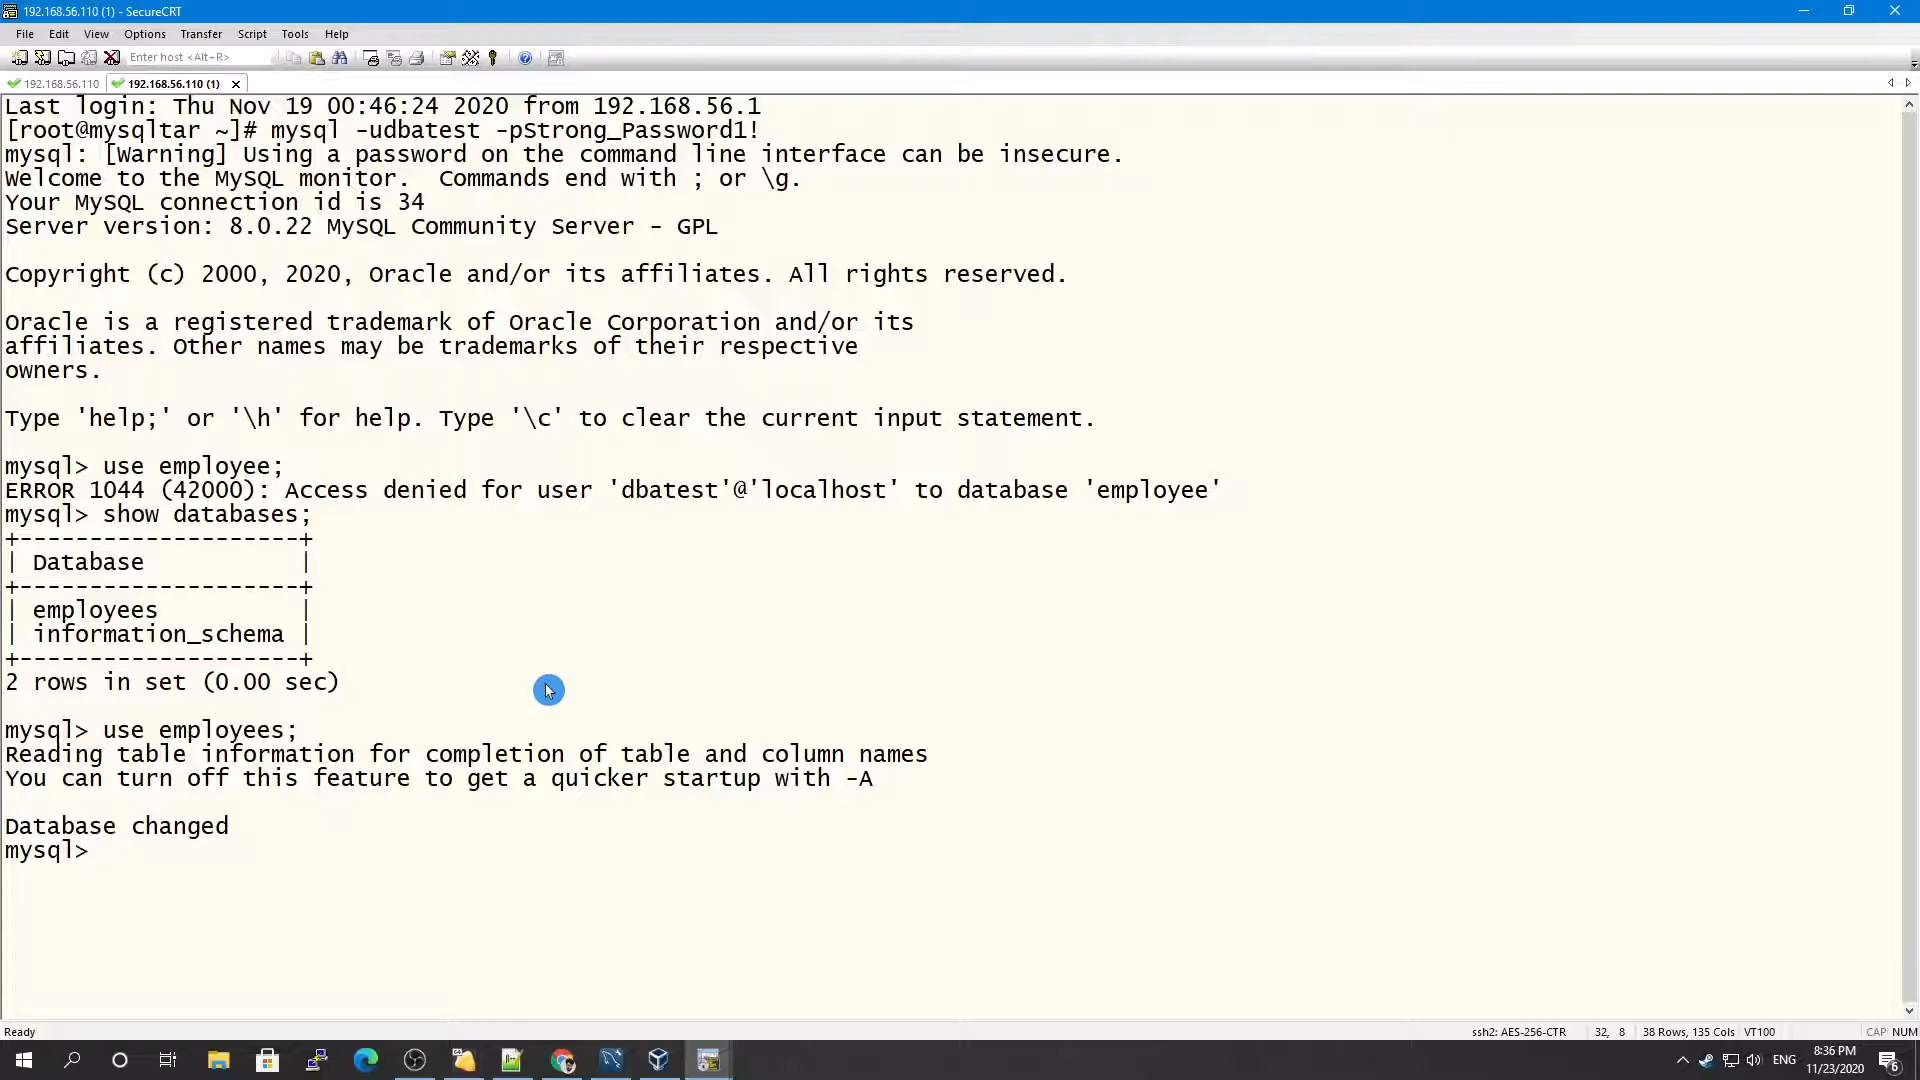 192.168.56.110 (1) - SecureCRT
File Edit View Options Transfer Script Tools Help
Enter host <Alt+R>
192.168.56.110 192.168.56.110 (1)
Last login: Thu Nov 19 00:46:24 2020 from 192.168.56.1
[root@mysqltar ~]# mysql -udbatest -pStrong_Password1!
mysql: [Warning] Using a password on the command line interface can be insecure.
Welcome to the MySQL monitor.  Commands end with ; or \g.
Your MySQL connection id is 34
Server version: 8.0.22 MySQL Community Server - GPL
Copyright (c) 2000, 2020, Oracle and/or its affiliates. All rights reserved.
Oracle is a registered trademark of Oracle Corporation and/or its
affiliates. Other names may be trademarks of their respective
owners.
Type 'help;' or '\h' for help. Type '\c' to clear the current input statement.
mysql> use employee;
ERROR 1044 (42000): Access denied for user 'dbatest'@'localhost' to database 'employee'
mysql> show databases;
+--------------------+
| Database           |
+--------------------+
| employees          |
| information_schema |
+--------------------+
2 rows in set (0.00 sec)
mysql> use employees;
Reading table information for completion of table and column names
You can turn off this feature to get a quicker startup with -A
Database changed
mysql>
Ready ssh2: AES-256-CTR 32, 8 38 Rows, 135 Cols VT100 CAP NUM
ENG 8:36 PM
11/23/2020 6